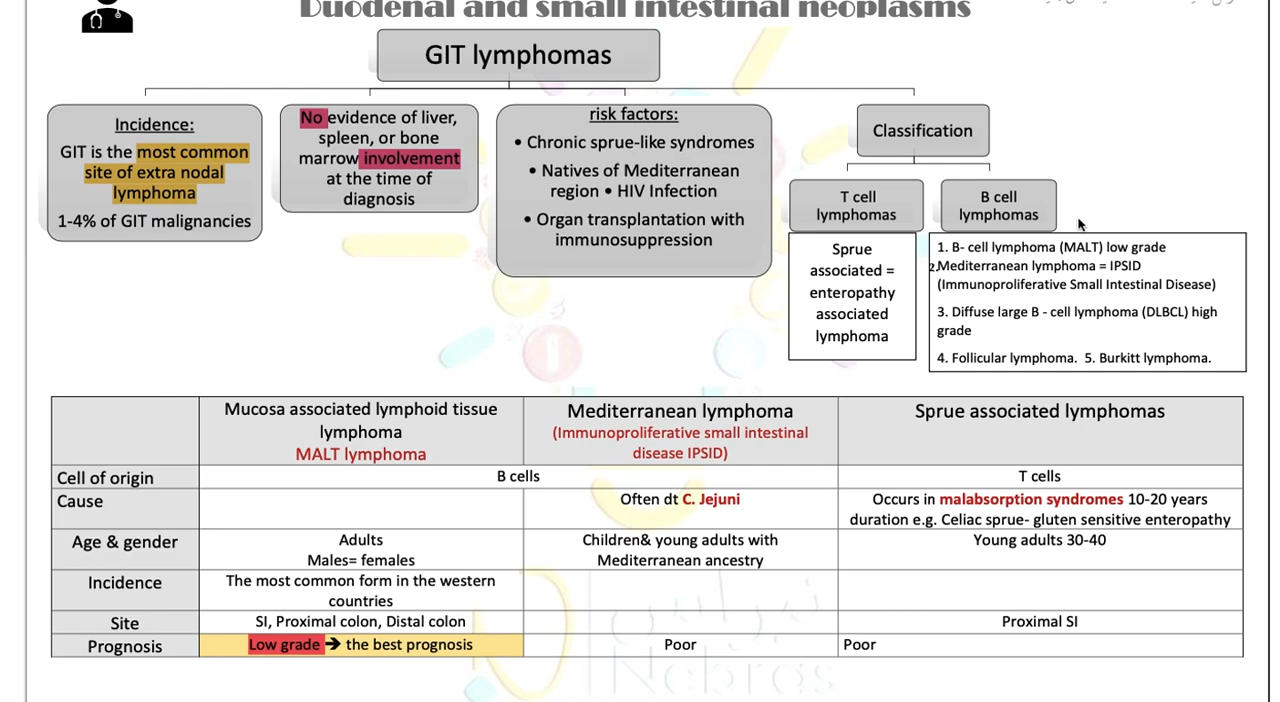 Duodenal and small intestinal neoplasms
GIT lymphomas
Incidence:
GIT is the most common
site of extra nodal
lymphoma
1-4% of GIT malignancies
No evidence of liver,
spleen, or bone
marrow involvement
at the time of
diagnosis
risk factors:
• Chronic sprue-like syndromes
• Natives of Mediterranean
region • HIV Infection
• Organ transplantation with
immunosuppression
Classification
T cell
lymphomas
Sprue
associated =
enteropathy
associated
lymphoma
B cell
lymphomas
1. B- cell lymphoma (MALT) low grade
2.Mediterranean lymphoma = IPSID
(Immunoproliferative Small Intestinal Disease)
3. Diffuse large B - cell lymphoma (DLBCL) high
grade
4. Follicular lymphoma. 5. Burkitt lymphoma.
Mucosa associated lymphoid tissue
lymphoma
MALT lymphoma
Mediterranean lymphoma
(Immunoproliferative small intestinal
disease IPSID)
Sprue associated lymphomas
Cell of origin
B cells
T cells
Cause
Often dt C. Jejuni
Occurs in malabsorption syndromes 10-20 years
duration e.g. Celiac sprue- gluten sensitive enteropathy
Age & gender
Adults
Males= females
Children& young adults with
Mediterranean ancestry
Young adults 30-40
Incidence
The most common form in the western
countries
Site
SI, Proximal colon, Distal colon
Proximal SI
Prognosis
Low grade ➔ the best prognosis
Poor
Poor
نبراس
Nebras